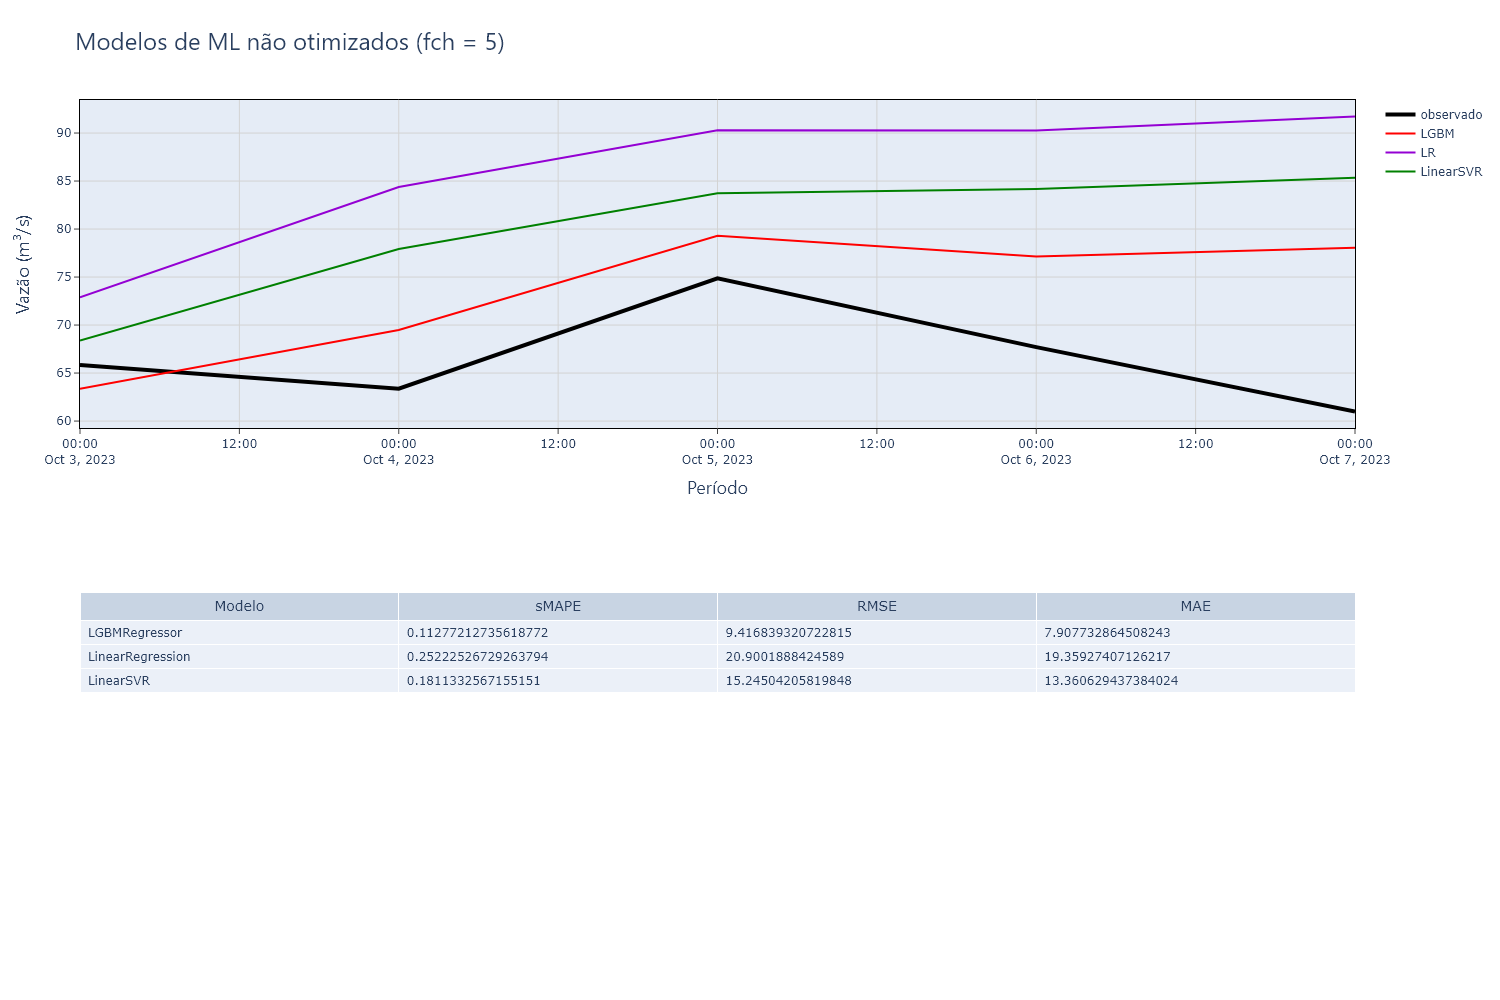 Modelos de ML não otimizados (fch = 5)
observado
LGBM
LR
LinearSVR
Vazão (m³/s)
90
85
80
75
70
65
60
00:00 12:00 00:00 12:00 00:00 12:00 00:00 12:00 00:00
Oct 3, 2023 Oct 4, 2023 Oct 5, 2023 Oct 6, 2023 Oct 7, 2023
Período
Modelo sMAPE RMSE MAE
LGBMRegressor 0.11277212735618772 9.416839320722815 7.907732864508243
LinearRegression 0.25222526729263794 20.9001888424589 19.35927407126217
LinearSVR 0.1811332567155151 15.24504205819848 13.360629437384024